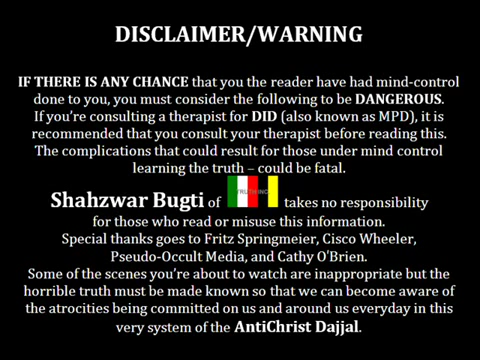 DISCLAIMER/WARNING
IF THERE IS ANY CHANCE that you the reader have had mind-control
done to you, you must consider the following to be DANGEROUS.
If you're consulting a therapist for DID (also known as MPD), it is
recommended that you consult your therapist before reading this.
The complications that could result for those under mind control
learning the truth – could be fatal.
Shahzwar Bugti of takes no responsibility
for those who read or misuse this information.
Special thanks goes to Fritz Springmeier, Cisco Wheeler,
Pseudo-Occult Media, and Cathy O'Brien.
Some of the scenes you're about to watch are inappropriate but the
horrible truth must be made known so that we can become aware of
the atrocities being committed on us and around us everyday in this
very system of the AntiChrist Dajjal.